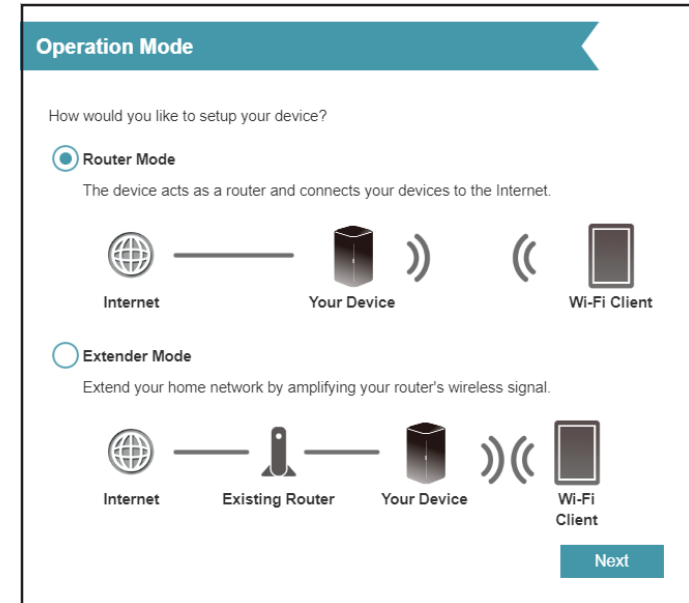 Operation Mode
How would you like to setup your device?
Router Mode
The device acts as a router and connects your devices to the Internet.
Internet Your Device Wi-Fi Client
Extender Mode
Extend your home network by amplifying your router's wireless signal.
Internet Existing Router Your Device Wi-Fi
Client
Next